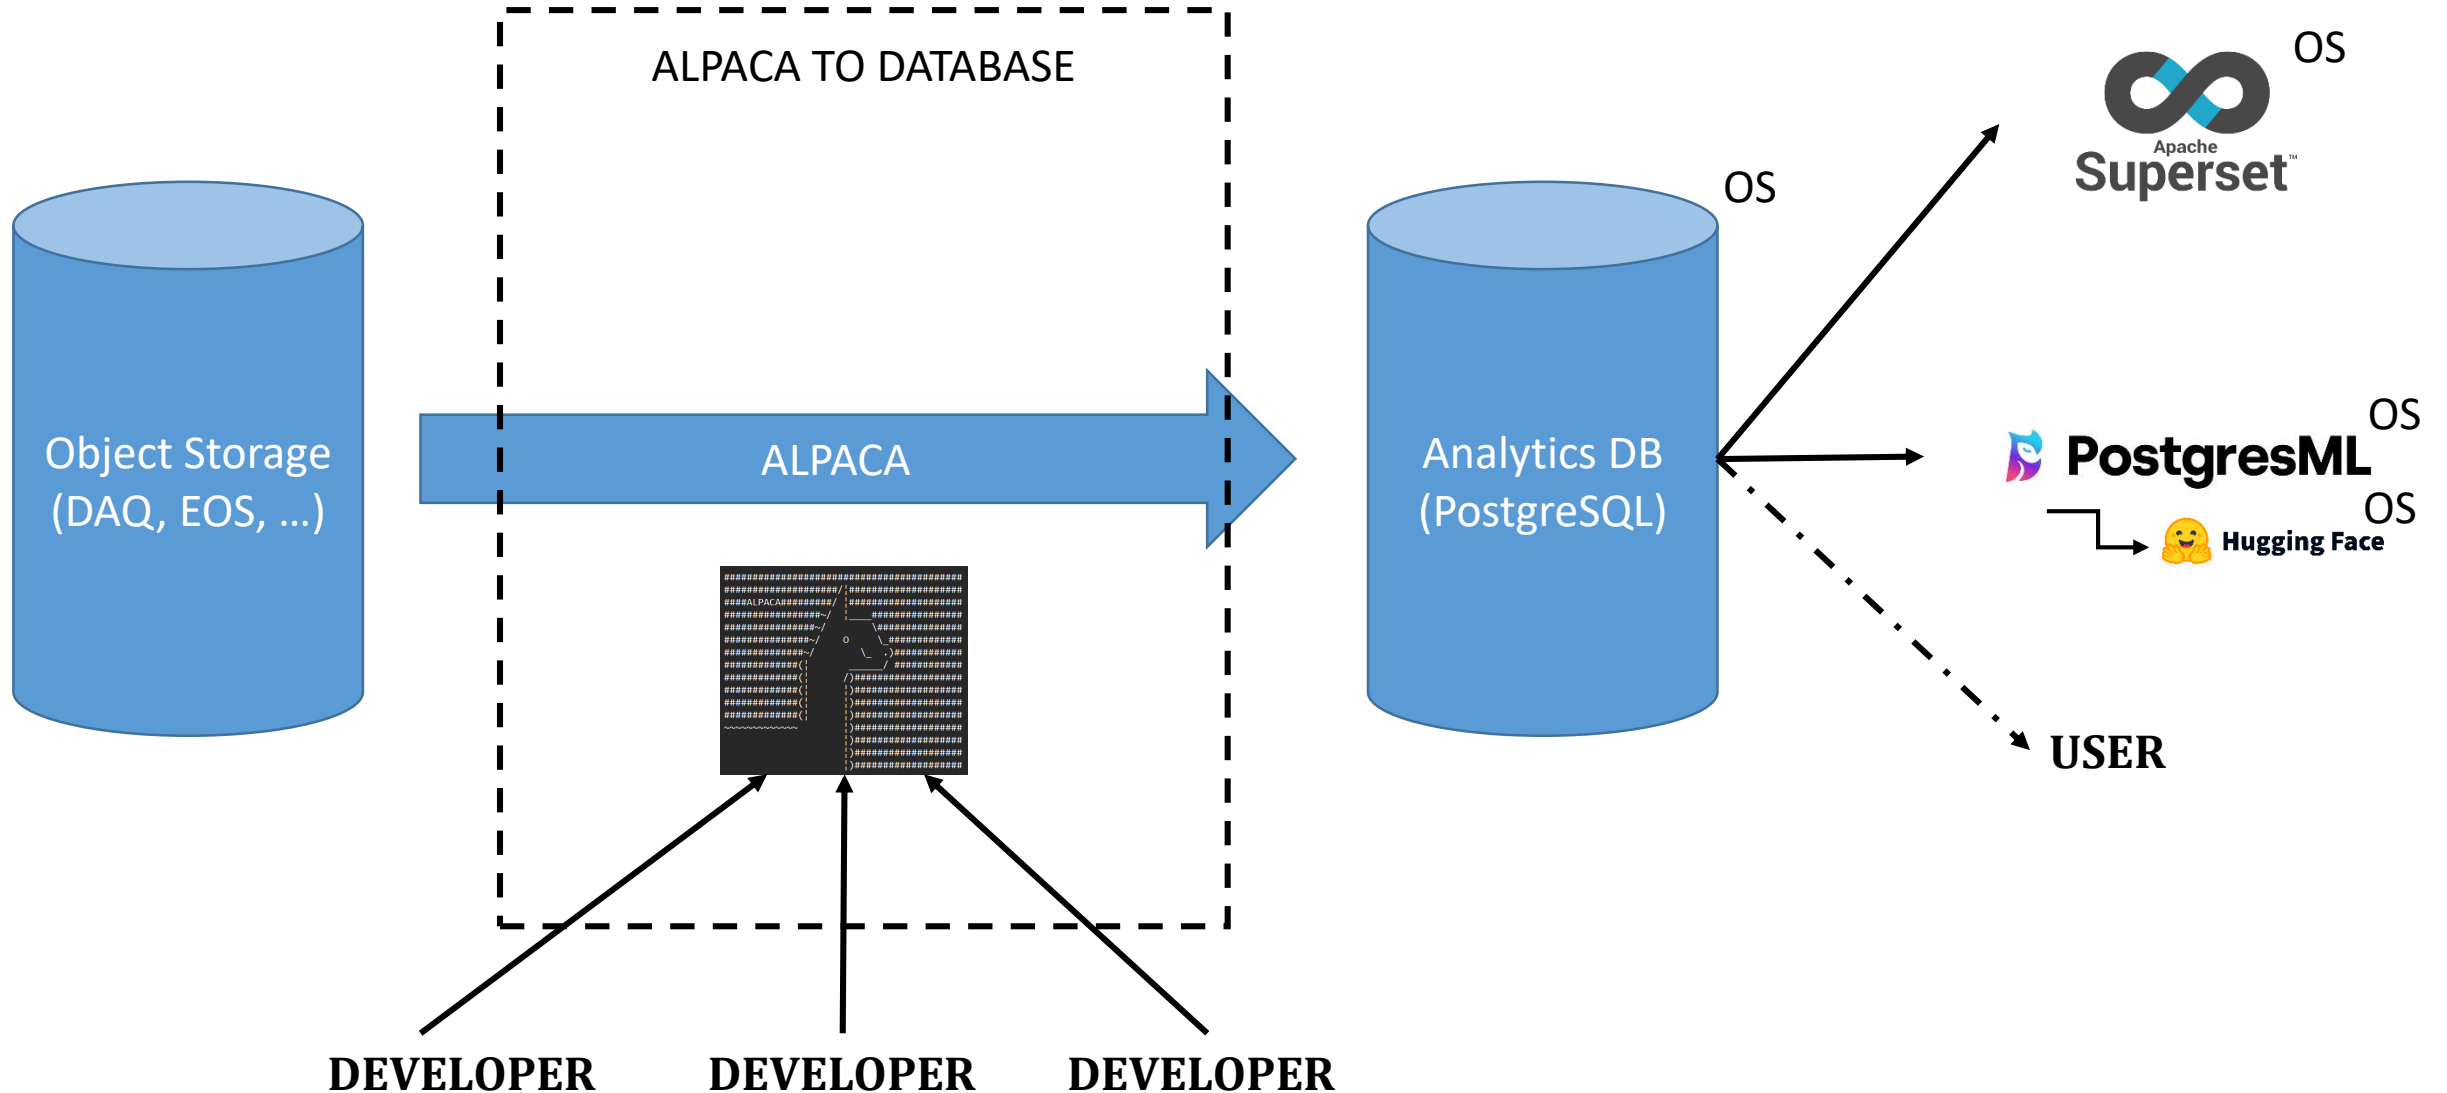 ALPACA TO DATABASE
OS
Apache
Superset™
OS
Object Storage
(DAQ, EOS, ...)
ALPACA
Analytics DB
(PostgreSQL)
OS
PostgresML
OS
Hugging Face
####ALPACA#########/
USER
DEVELOPER
DEVELOPER
DEVELOPER